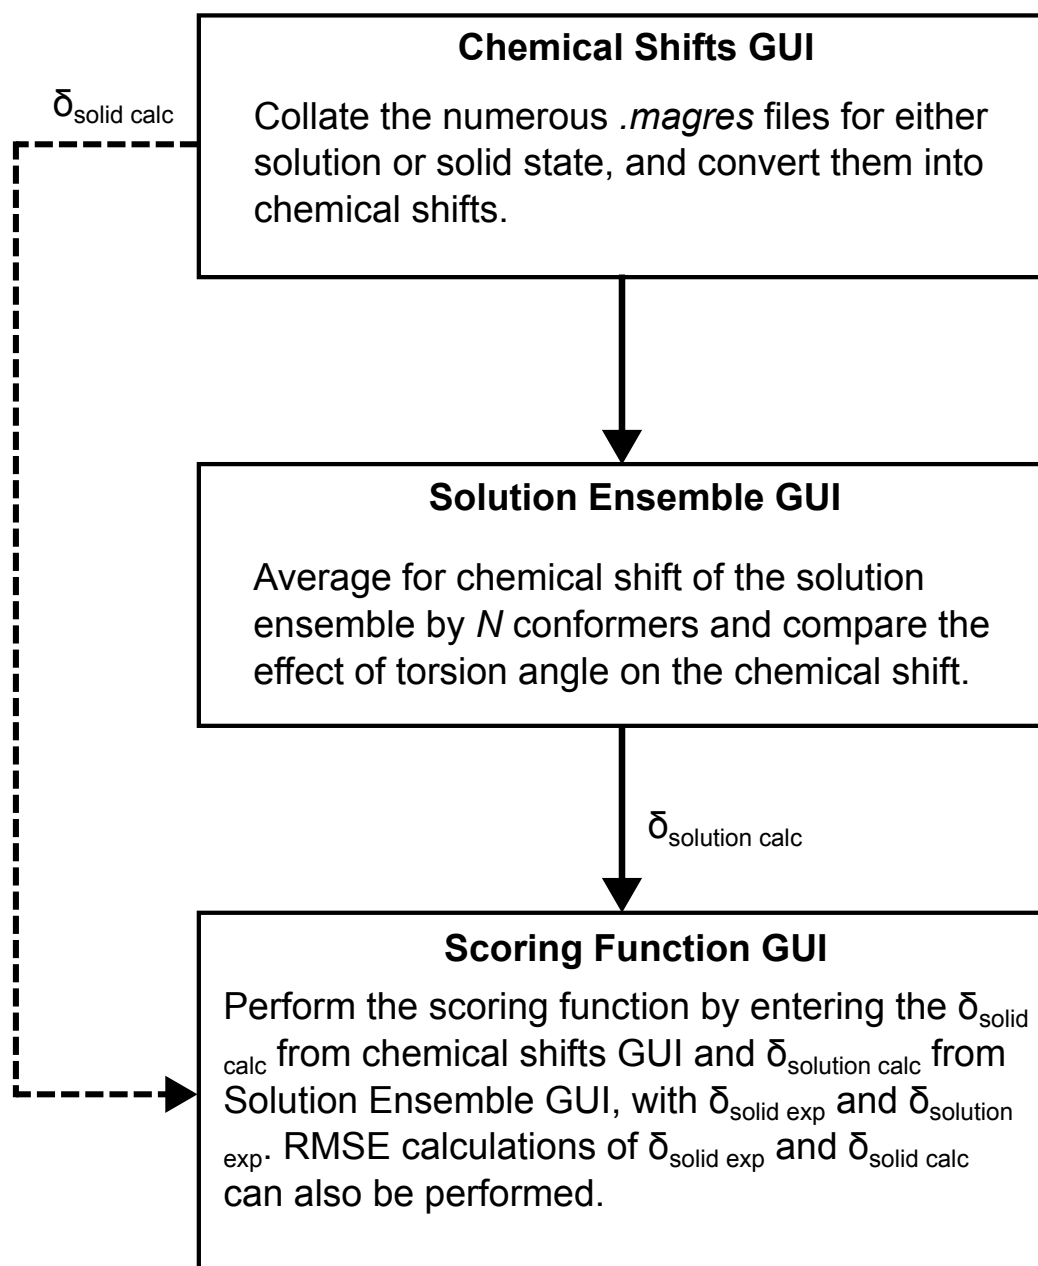 Chemical Shifts GUI
δsolid calc
Collate the numerous .magres files for either
solution or solid state, and convert them into
chemical shifts.
Solution Ensemble GUI
Average for chemical shift of the solution
ensemble by N conformers and compare the
effect of torsion angle on the chemical shift.
δsolution calc
Scoring Function GUI
Perform the scoring function by entering the δsolid
calc from chemical shifts GUI and δsolution calc from
Solution Ensemble GUI, with δsolid exp and δsolution
exp. RMSE calculations of δsolid exp and δsolid calc
can also be performed.